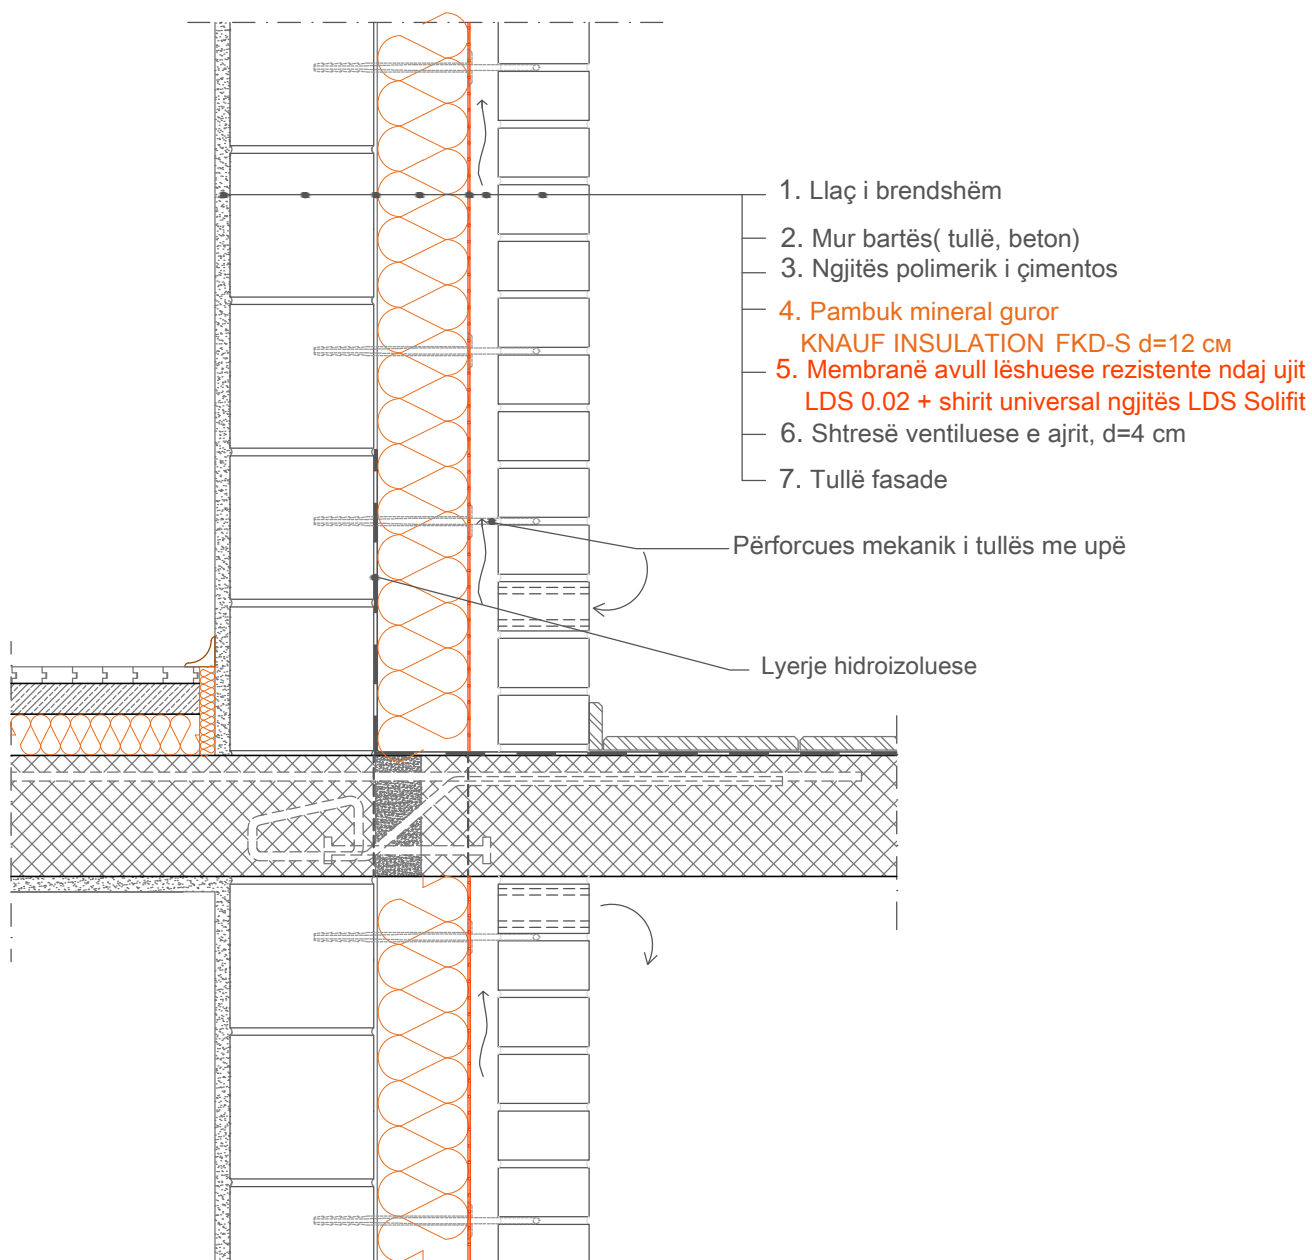 1. Llaç i brendshëm
2. Mur bartës( tullë, beton)
3. Ngjitës polimerik i çimentos
4. Pambuk mineral guror
KNAUF INSULATION FKD-S d=12 см
5. Membranë avull lëshuese rezistente ndaj ujit
LDS 0.02 + shirit universal ngjitës LDS Solifit
6. Shtresë ventiluese e ajrit, d=4 cm
7. Tullë fasade
Përforcues mekanik i tullës me upë
Lyerje hidroizoluese